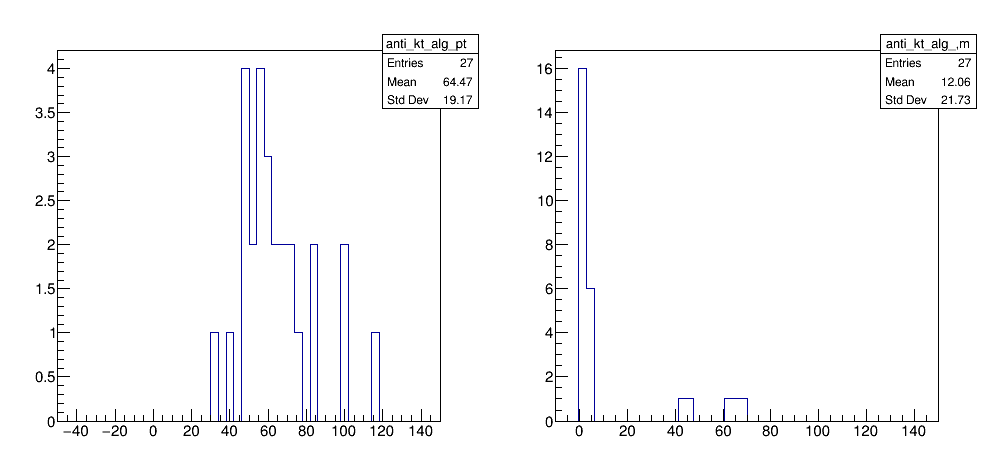 anti_kt_alg_pt
Entries 27
Mean 64.47
Std Dev 19.17
4
3.5
3
2.5
2
1.5
1
0.5
0
−40 −20 0 20 40 60 80 100 120 140
anti_kt_alg_,m
Entries 27
Mean 12.06
Std Dev 21.73
16
14
12
10
8
6
4
2
0
0 20 40 60 80 100 120 140